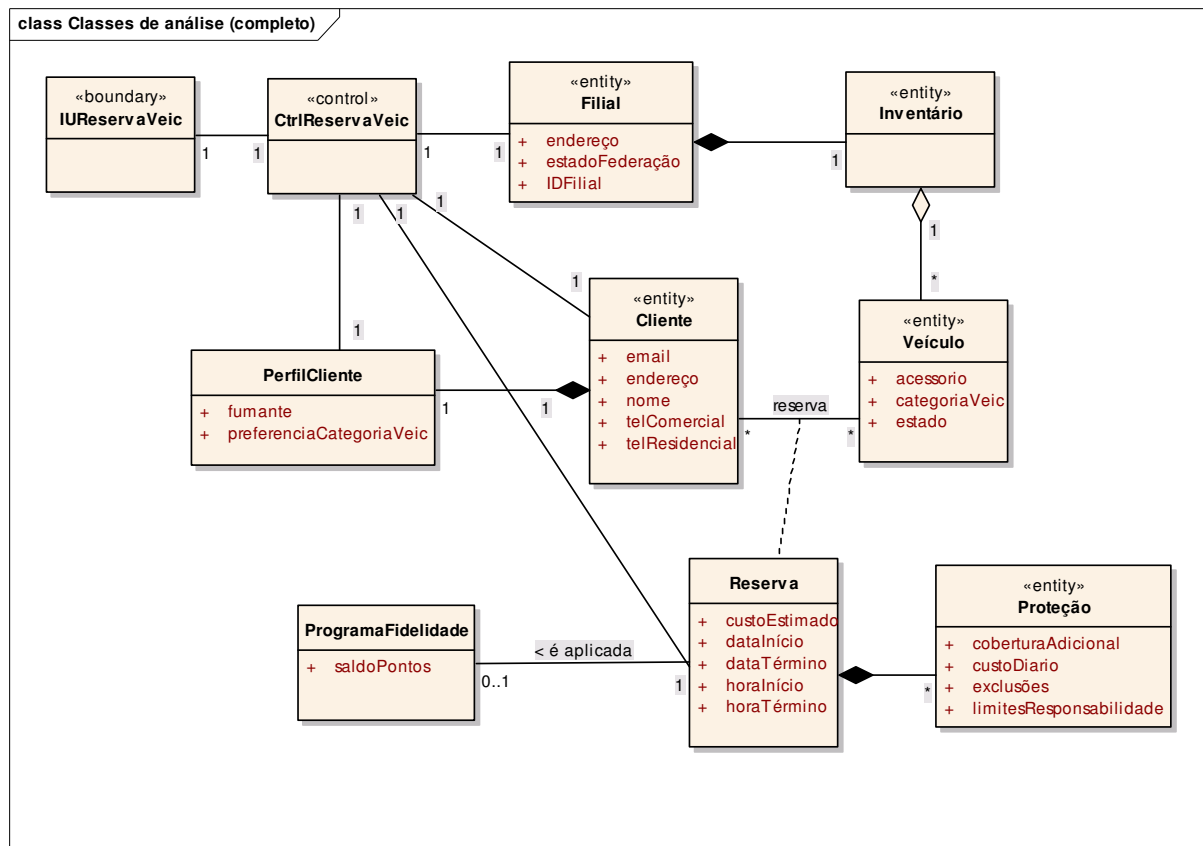 class Classes de análise (completo)
«boundary»
IUReservaVeic
«control»
CtrlReservaVeic
«entity»
Filial
+ endereço
+ estadoFederação
+ IDFilial
«entity»
Inventário
1
1
1
1
1
1
1
1
1
*
1
1
«entity»
Cliente
+ email
+ endereço
+ nome
+ telComercial
+ telResidencial
«entity»
Veículo
+ acessorio
+ categoriaVeic
+ estado
PerfilCliente
+ fumante
+ preferenciaCategoriaVeic
1
1
reserva
*
*
Reserva
+ custoEstimado
+ dataInício
+ dataTérmino
+ horaInício
+ horaTérmino
«entity»
Proteção
+ coberturaAdicional
+ custoDiario
+ exclusões
+ limitesResponsabilidade
ProgramaFidelidade
+ saldoPontos
< é aplicada
0..1
1
*